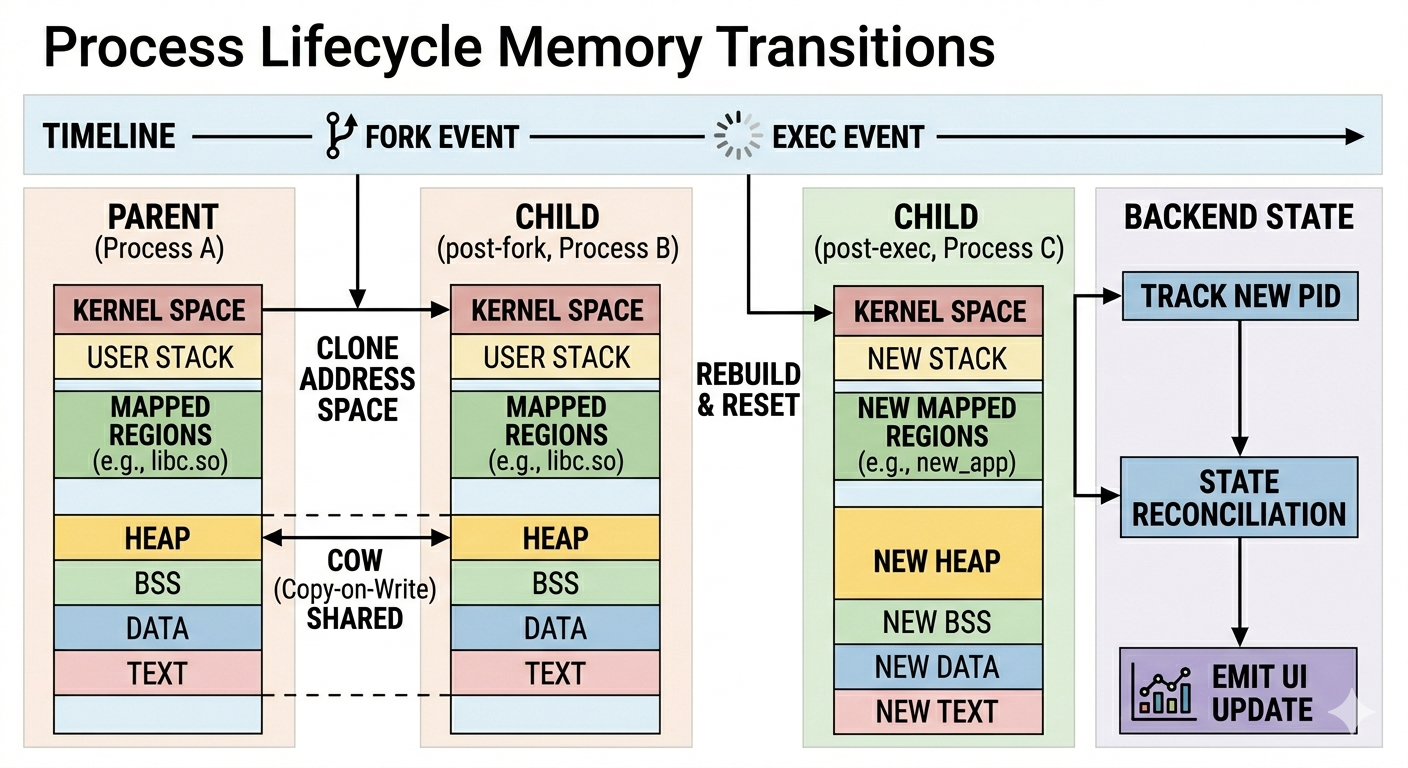 Process Lifecycle Memory Transitions
TIMELINE
FORK EVENT
EXEC EVENT
PARENT
(Process A)
KERNEL SPACE
USER STACK
MAPPED
REGIONS
(e.g., libc.so)
HEAP
BSS
DATA
TEXT
CLONE
ADDRESS
SPACE
COW
(Copy-on-Write)
SHARED
CHILD
(post-fork, Process B)
KERNEL SPACE
USER STACK
MAPPED
REGIONS
(e.g., libc.so)
HEAP
BSS
DATA
TEXT
REBUILD
& RESET
CHILD
(post-exec, Process C)
KERNEL SPACE
NEW STACK
NEW MAPPED
REGIONS
(e.g., new_app)
NEW HEAP
NEW BSS
NEW DATA
NEW TEXT
BACKEND STATE
TRACK NEW PID
STATE
RECONCILIATION
EMIT UI
UPDATE